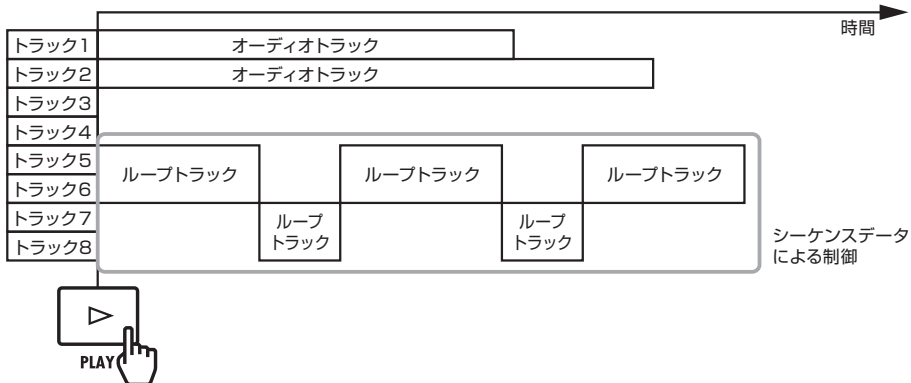 時間
トラック1
オーディオトラック
トラック2
オーディオトラック
トラック3
トラック4
トラック5
トラック6
ループトラック
ループトラック
ループトラック
トラック7
トラック8
ループ
トラック
ループ
トラック
シーケンスデータ
による制御
PLAY